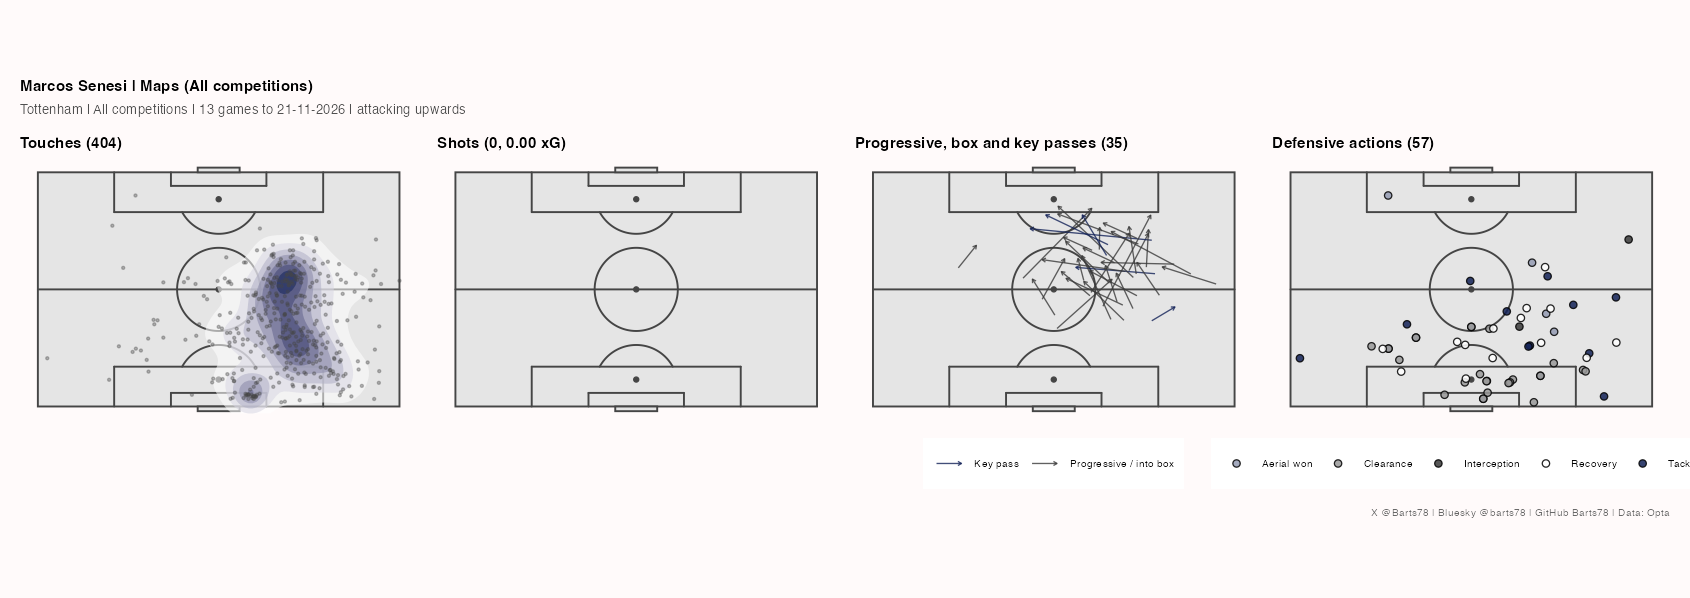 Marcos Senesi | Maps (All competitions)
Tottenham | All competitions | 13 games to 21-11-2026 | attacking upwards
Touches (404)
Shots (0, 0.00 xG)
Progressive, box and key passes (35)
Defensive actions (57)
Key pass
Progressive / into box
Aerial won
Clearance
Interception
Recovery
Tack
X @Barts78 | Bluesky @barts78 | GitHub Barts78 | Data: Opta